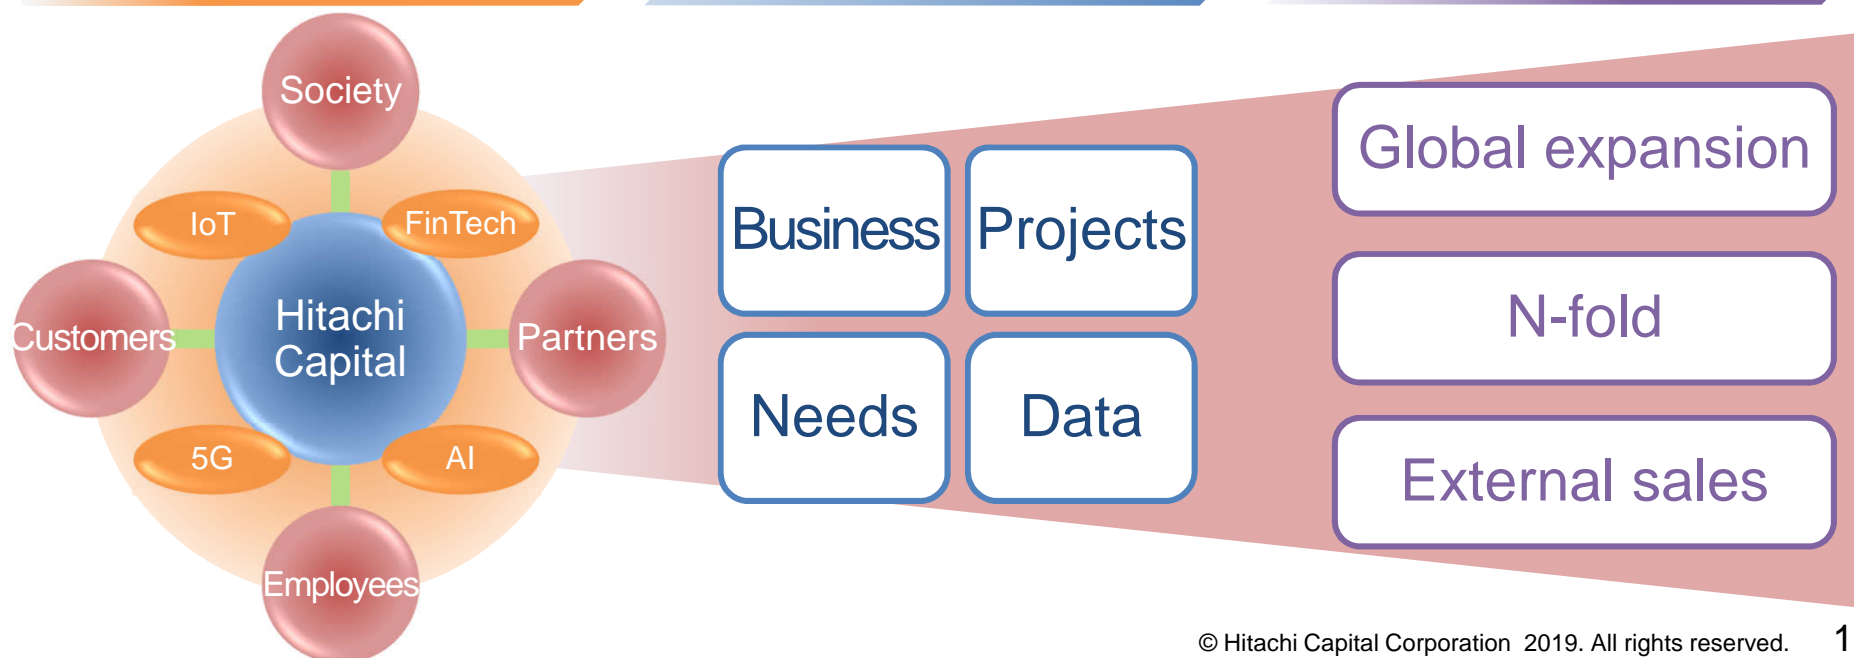 Society
IoT
FinTech
Customers
Hitachi
Capital
Partners
5G
AI
Employees
Business
Projects
Needs
Data
Global expansion
N-fold
External sales
© Hitachi Capital Corporation 2019. All rights reserved.
1